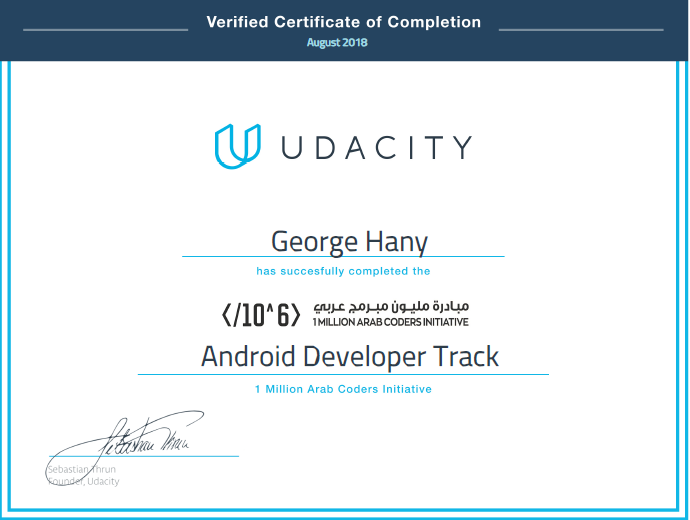 Verified Certificate of Completion
August 2018
UDACITY
George Hany
has succesfully completed the
</10^6> مبادرة مليون مبرمج عربي
1 MILLION ARAB CODERS INITIATIVE
Android Developer Track
1 Million Arab Coders Initiative
Sebastian Thrun
Sebastian Thrun
Founder, Udacity